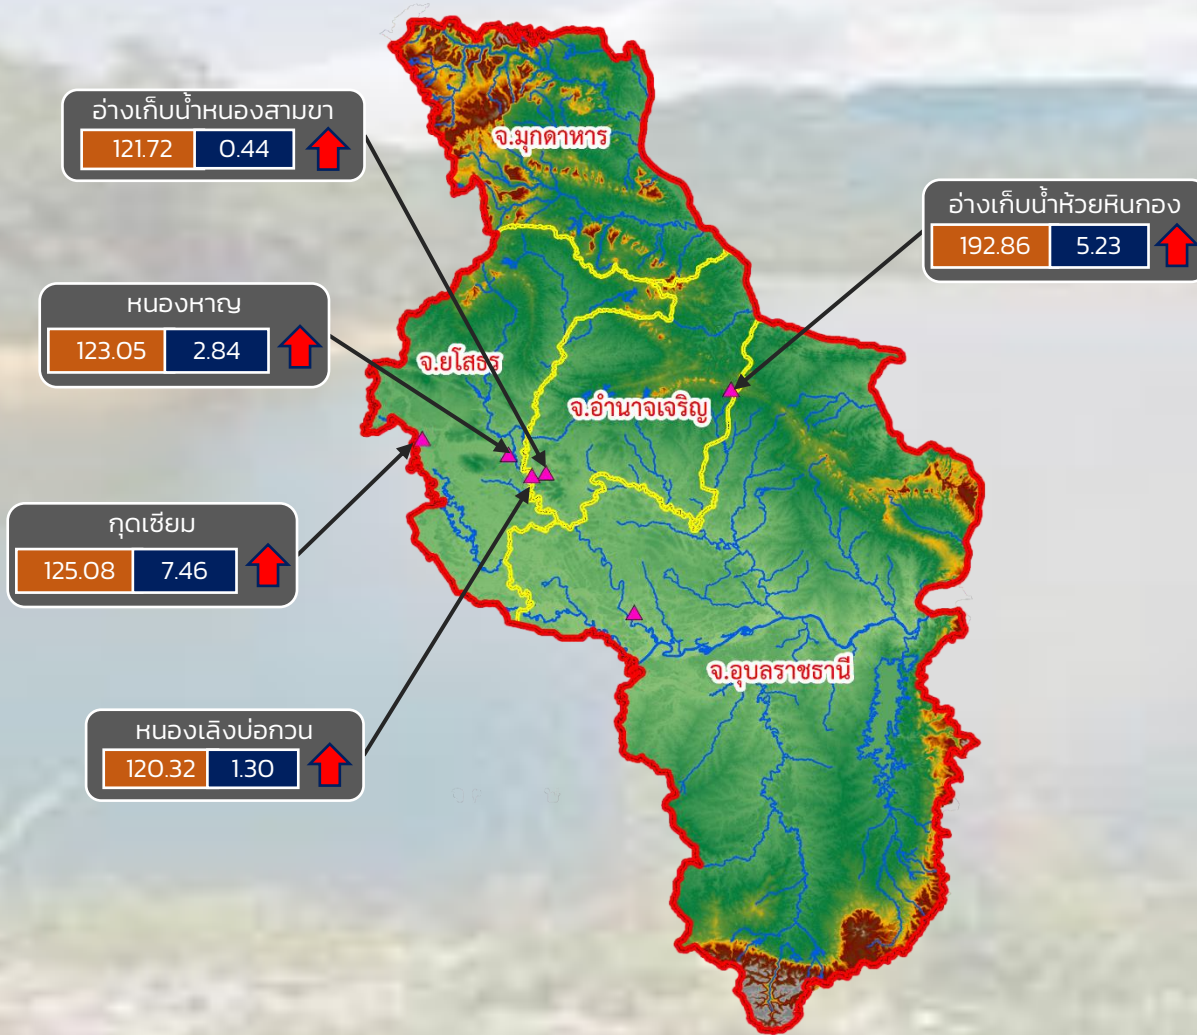 อ่างเก็บน้ำหนองสามขา
121.72 0.44
จ.มุกดาหาร
อ่างเก็บน้ำห้วยหินกอง
192.86 5.23
หนองหาญ
123.05 2.84
จ.ยโสธร
จ.อำนาจเจริญ
กุดเซียม
125.08 7.46
จ.อุบลราชธานี
หนองเลิงบ่อกวน
120.32 1.30